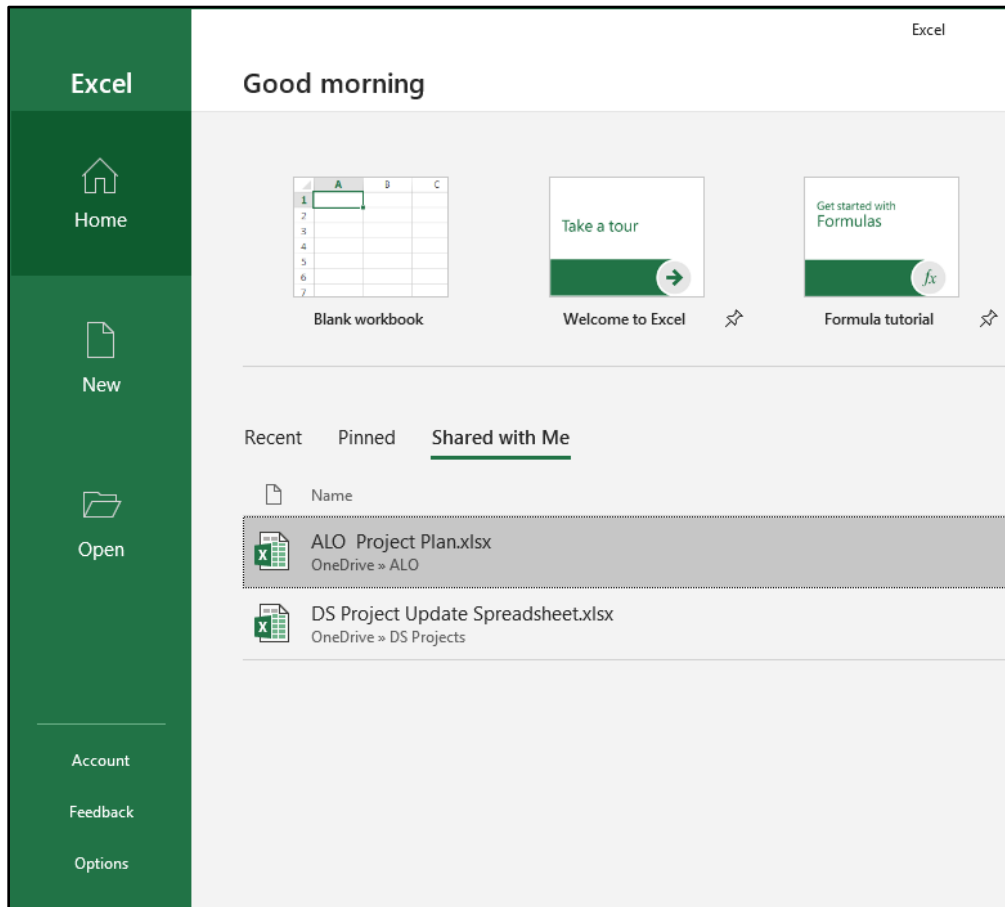 Excel
Excel
Good morning
Home
New
Open
Account
Feedback
Options
A B C
1
2
3
4
5
6
7
Blank workbook
Take a tour
Welcome to Excel
Get started with
Formulas
fx
Formula tutorial
Recent Pinned Shared with Me
Name
X
ALO  Project Plan.xlsx
OneDrive » ALO
X
DS Project Update Spreadsheet.xlsx
OneDrive » DS Projects